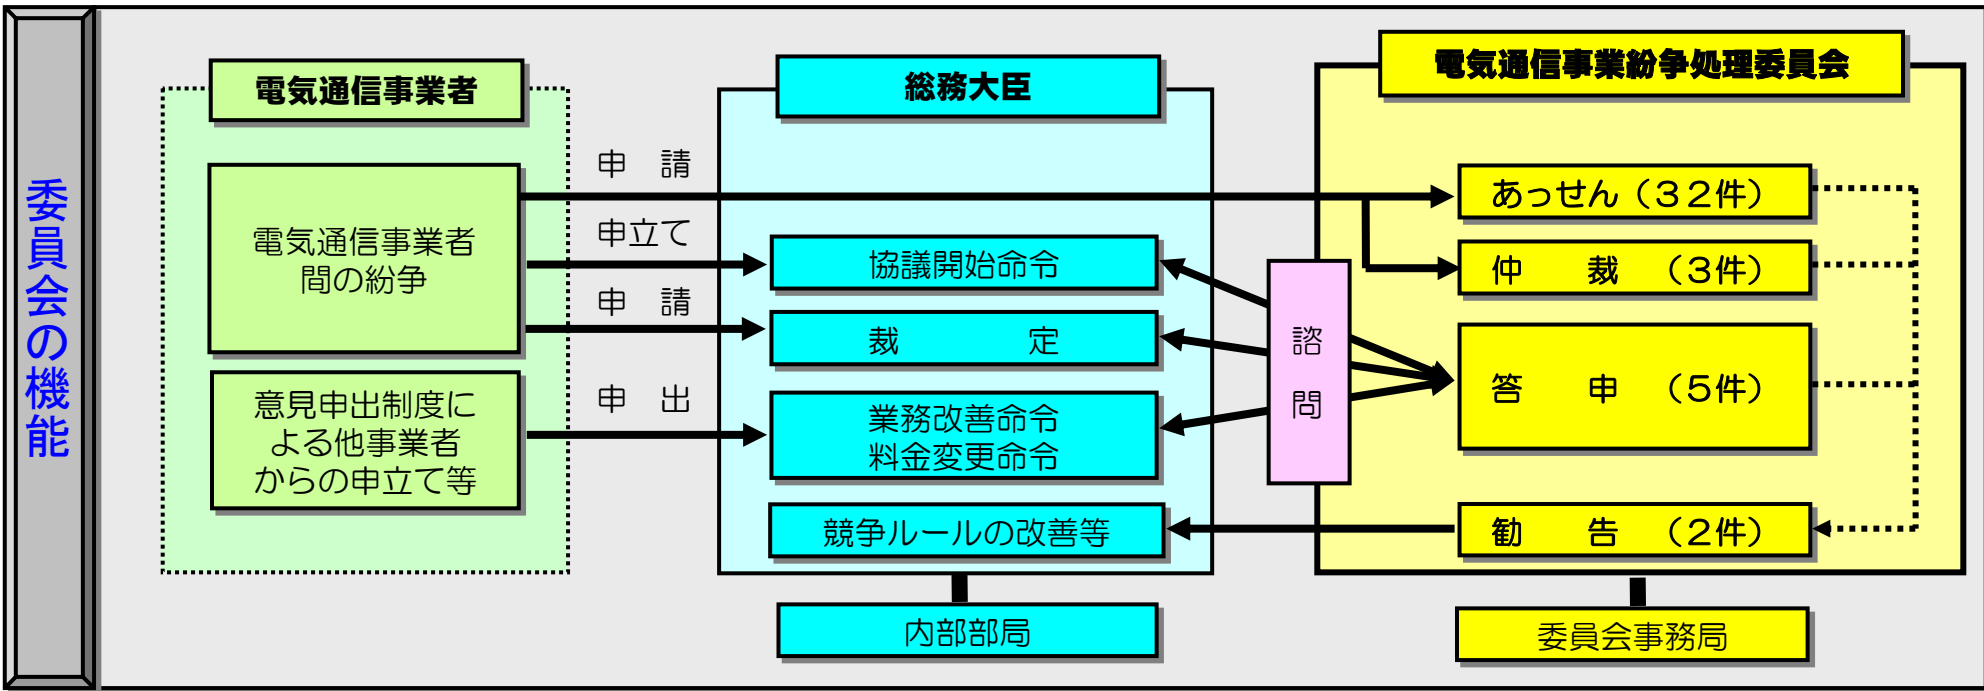 委員会の機能
電気通信事業者
電気通信事業者
間の紛争
意見申出制度に
よる他事業者
からの申立て等
申　請
申立て
申　請
申　出
総務大臣
協議開始命令
裁　　　　定
業務改善命令
料金変更命令
競争ルールの改善等
内部部局
諮
問
電気通信事業紛争処理委員会
あっせん（３２件）
仲　　裁　（３件）
答　　申　（５件）
勧　　告　（２件）
委員会事務局